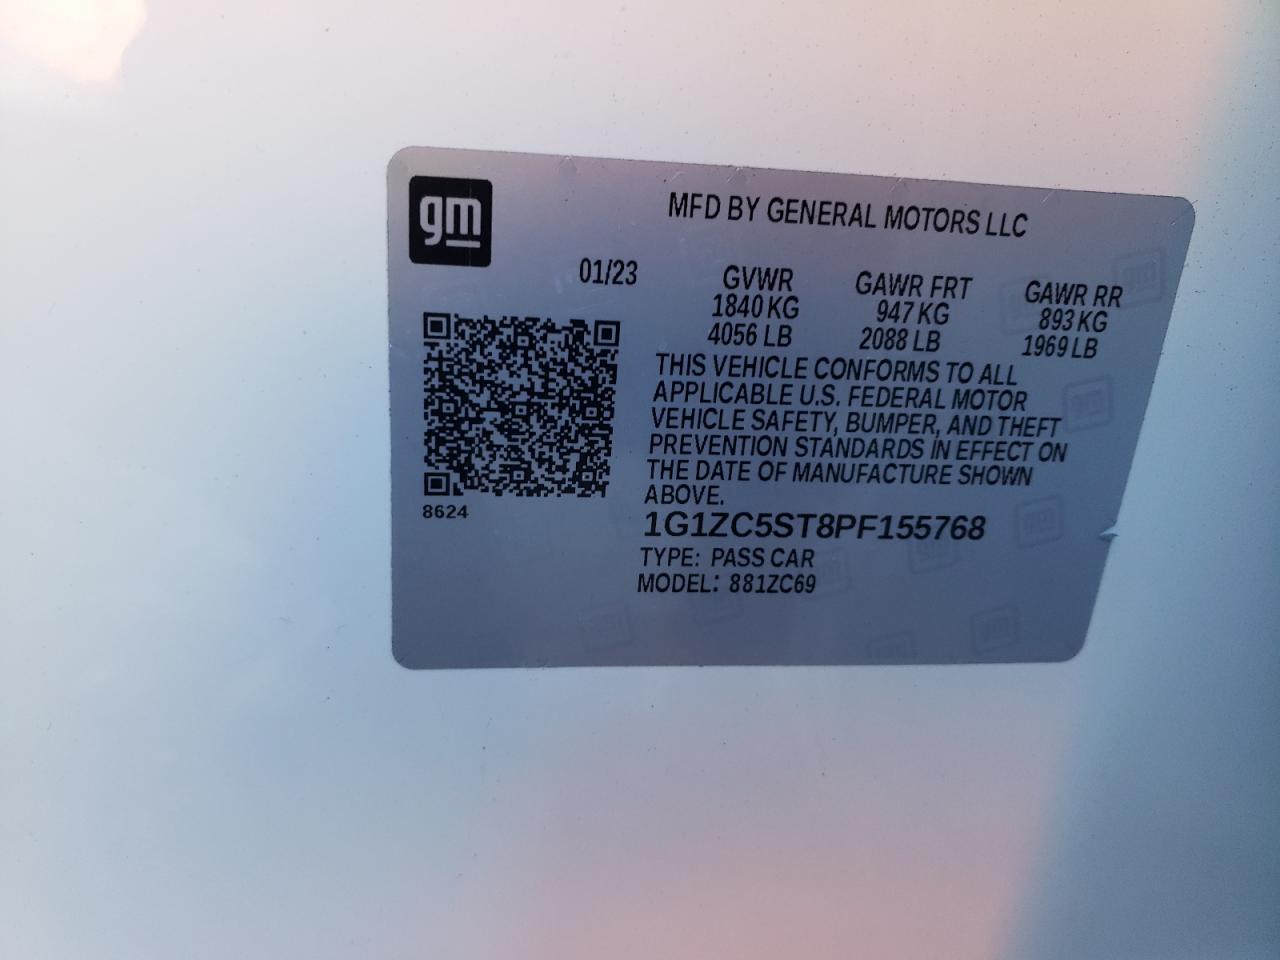 gm
MFD BY GENERAL MOTORS LLC
01/23
GVWR GAWR FRT GAWR RR
1840 KG 947 KG 893 KG
4056 LB 2088 LB 1969 LB
THIS VEHICLE CONFORMS TO ALL
APPLICABLE U.S. FEDERAL MOTOR
VEHICLE SAFETY, BUMPER, AND THEFT
PREVENTION STANDARDS IN EFFECT ON
THE DATE OF MANUFACTURE SHOWN
ABOVE.
8624
1G1ZC5ST8PF155768
TYPE: PASS CAR
MODEL: 881ZC69